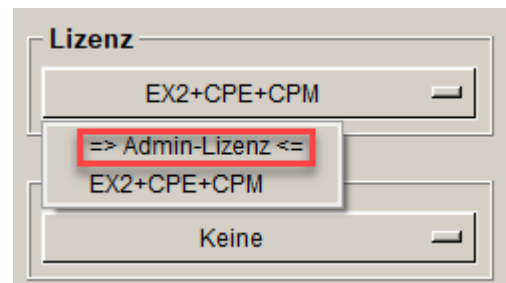 Lizenz
EX2+CPE+CPM
=> Admin-Lizenz <=
EX2+CPE+CPM
Keine